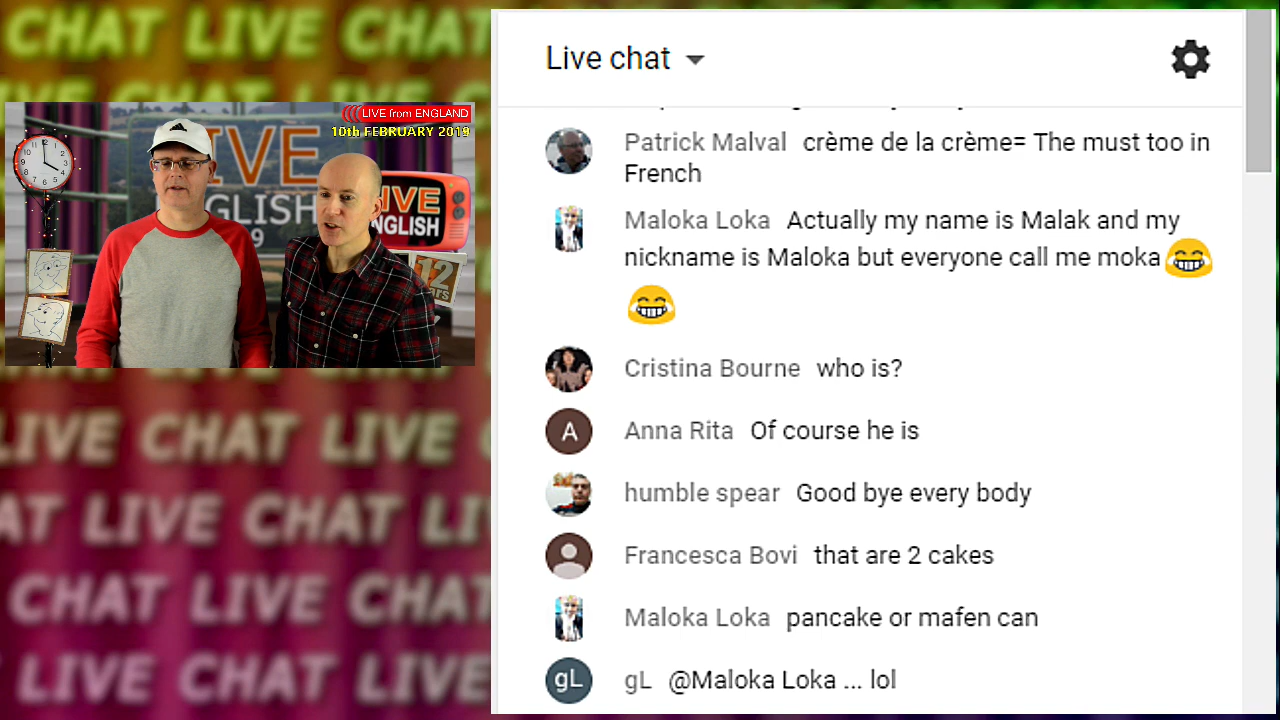 CHAT LIVE CHAT
LIVE from ENGLAND
10th FEBRUARY 2019
LIVE
ENGLISH
12
LIVE CHAT LIVE
LIVE CHAT LIVE
CHAT LIVE CHAT
LIVE CHAT LIVE CHAT
Live chat
Patrick Malval crème de la crème= The must too in
French
Maloka Loka Actually my name is Malak and my
nickname is Maloka but everyone call me moka
Cristina Bourne who is?
A Anna Rita Of course he is
humble spear Good bye every body
Francesca Bovi that are 2 cakes
Maloka Loka pancake or mafen can
gL gL @Maloka Loka ... lol